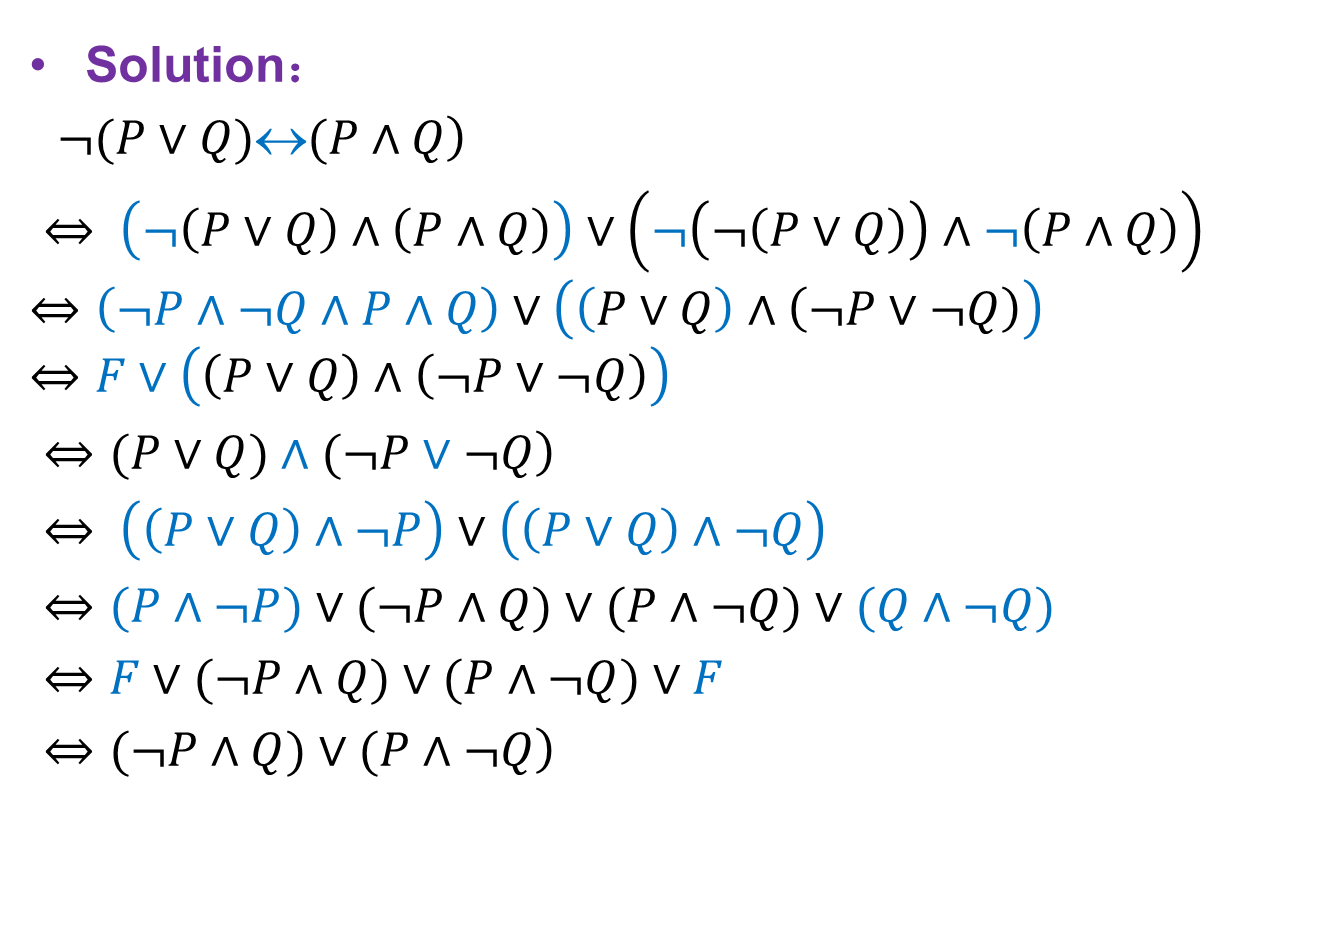 • Solution：
¬(P ∨ Q)↔(P ∧ Q)
⇔ (¬(P ∨ Q) ∧ (P ∧ Q)) ∨ (¬(¬(P ∨ Q)) ∧ ¬(P ∧ Q))
⇔ (¬P ∧ ¬Q ∧ P ∧ Q) ∨ ((P ∨ Q) ∧ (¬P ∨ ¬Q))
⇔ F ∨ ((P ∨ Q) ∧ (¬P ∨ ¬Q))
⇔ (P ∨ Q) ∧ (¬P ∨ ¬Q)
⇔ ((P ∨ Q) ∧ ¬P) ∨ ((P ∨ Q) ∧ ¬Q)
⇔ (P ∧ ¬P) ∨ (¬P ∧ Q) ∨ (P ∧ ¬Q) ∨ (Q ∧ ¬Q)
⇔ F ∨ (¬P ∧ Q) ∨ (P ∧ ¬Q) ∨ F
⇔ (¬P ∧ Q) ∨ (P ∧ ¬Q)